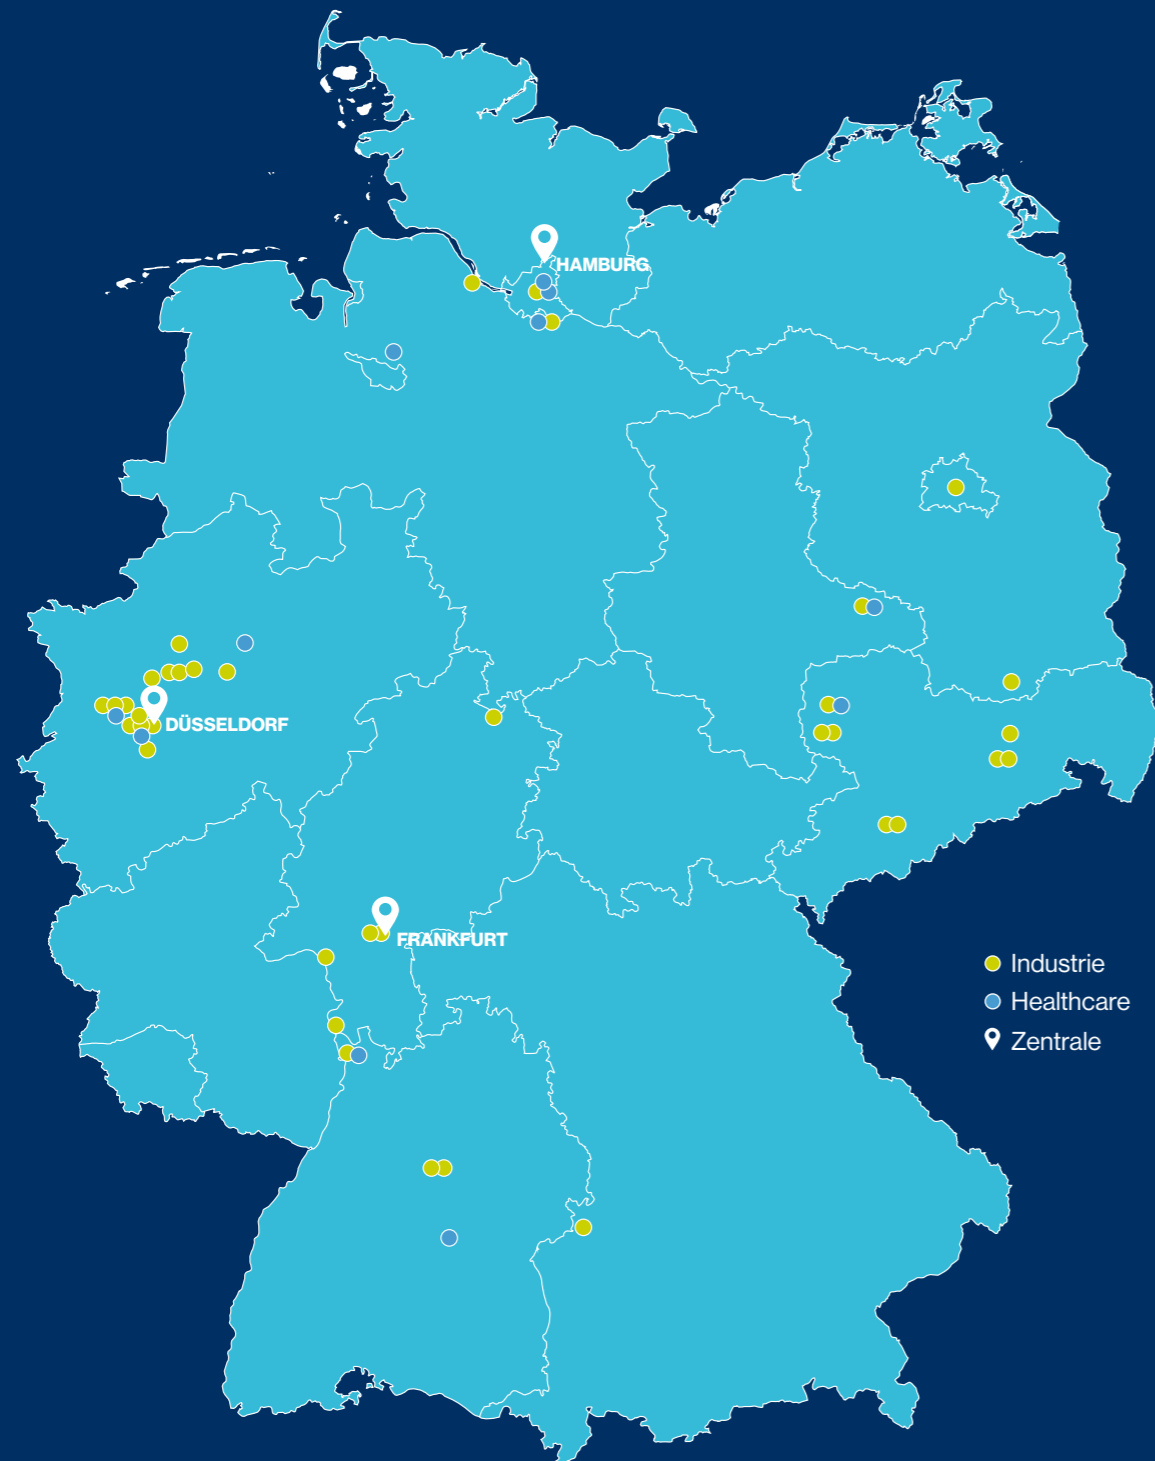 HAMBURG
DÜSSELDORF
FRANKFURT
Industrie
Healthcare
Zentrale